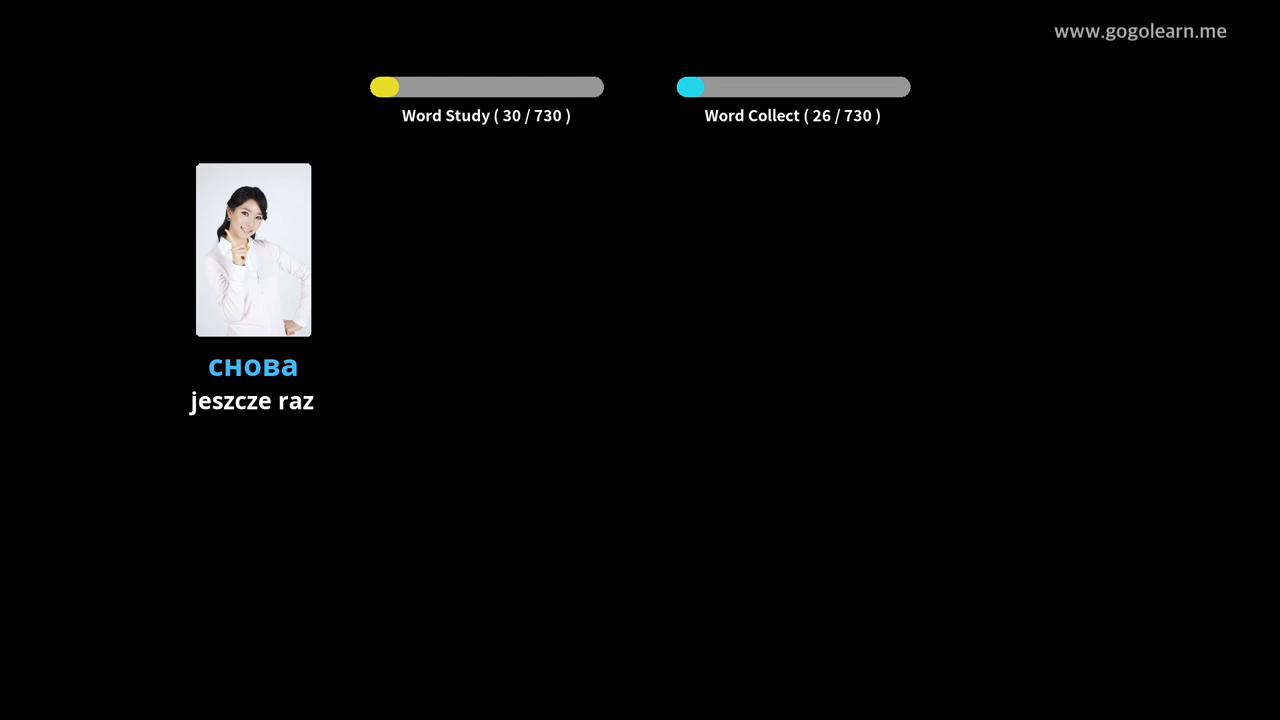 www.gogolearn.me
Word Study ( 30 / 730 )
Word Collect ( 26 / 730 )
снова
jeszcze raz